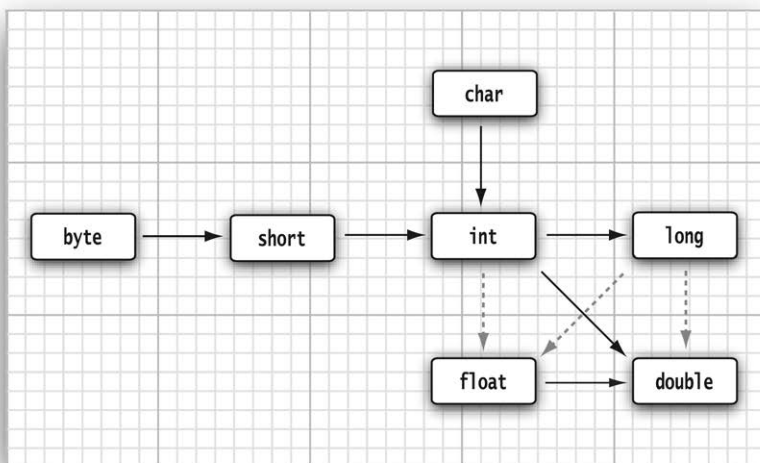 char
byte
short
int
long
float
double